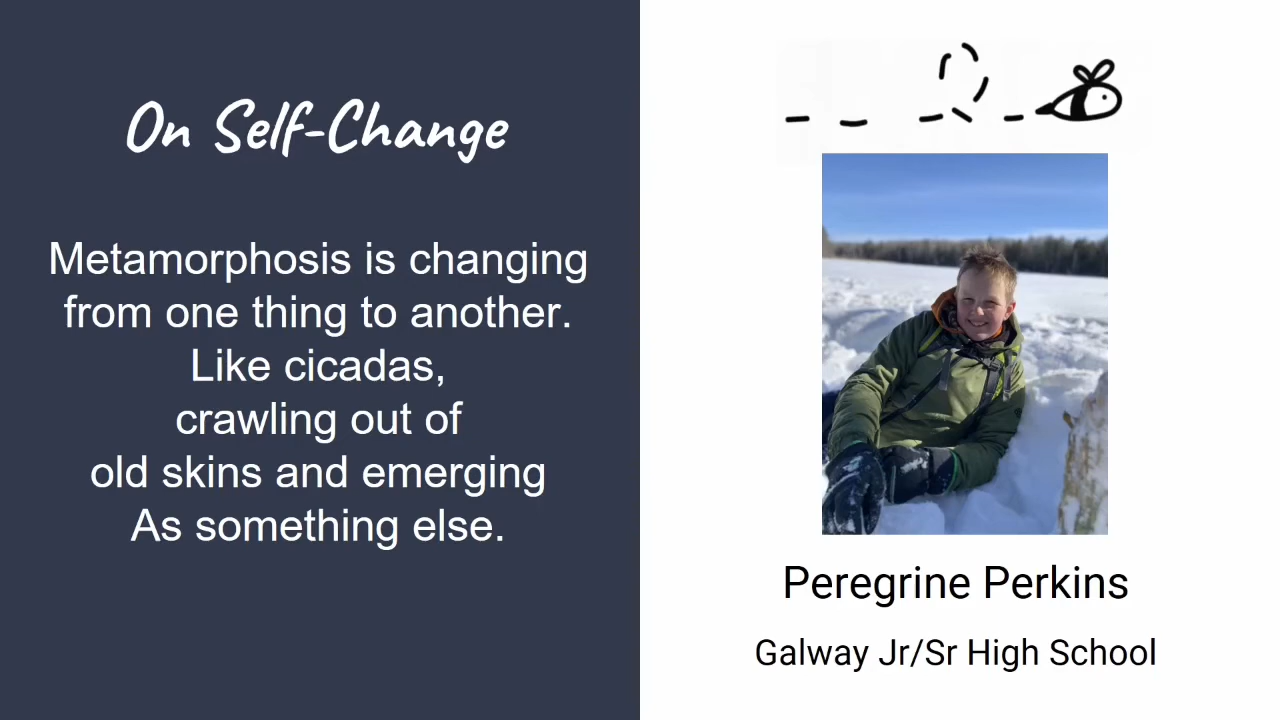 On Self-Change
Metamorphosis is changing
from one thing to another.
Like cicadas,
crawling out of
old skins and emerging
As something else.
Peregrine Perkins
Galway Jr/Sr High School